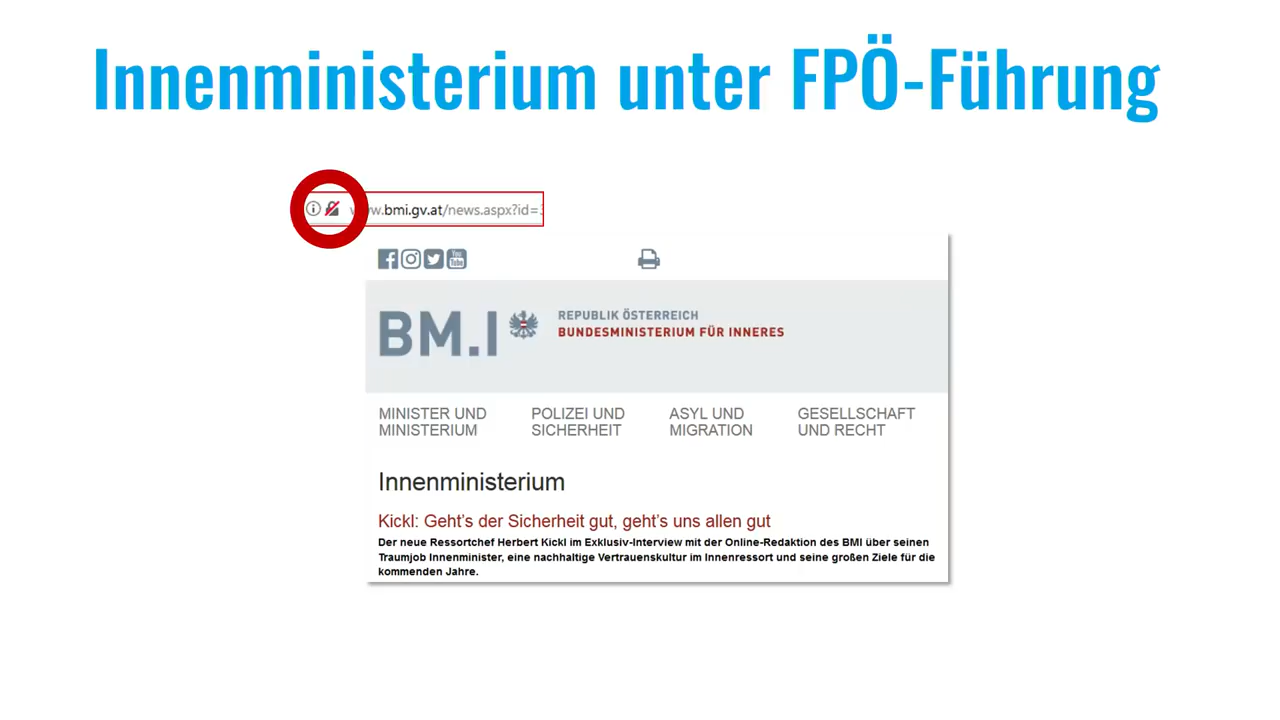 Innenministerium unter FPÖ-Führung
www.bmi.gv.at/news.aspx?id=
You Tube
BM.I
REPUBLIK ÖSTERREICH
BUNDESMINISTERIUM FÜR INNERES
MINISTER UND MINISTERIUM
POLIZEI UND SICHERHEIT
ASYL UND MIGRATION
GESELLSCHAFT UND RECHT
Innenministerium
Kickl: Geht's der Sicherheit gut, geht's uns allen gut
Der neue Ressortchef Herbert Kickl im Exklusiv-Interview mit der Online-Redaktion des BMI über seinen
Traumjob Innenminister, eine nachhaltige Vertrauenskultur im Innenressort und seine großen Ziele für die
kommenden Jahre.